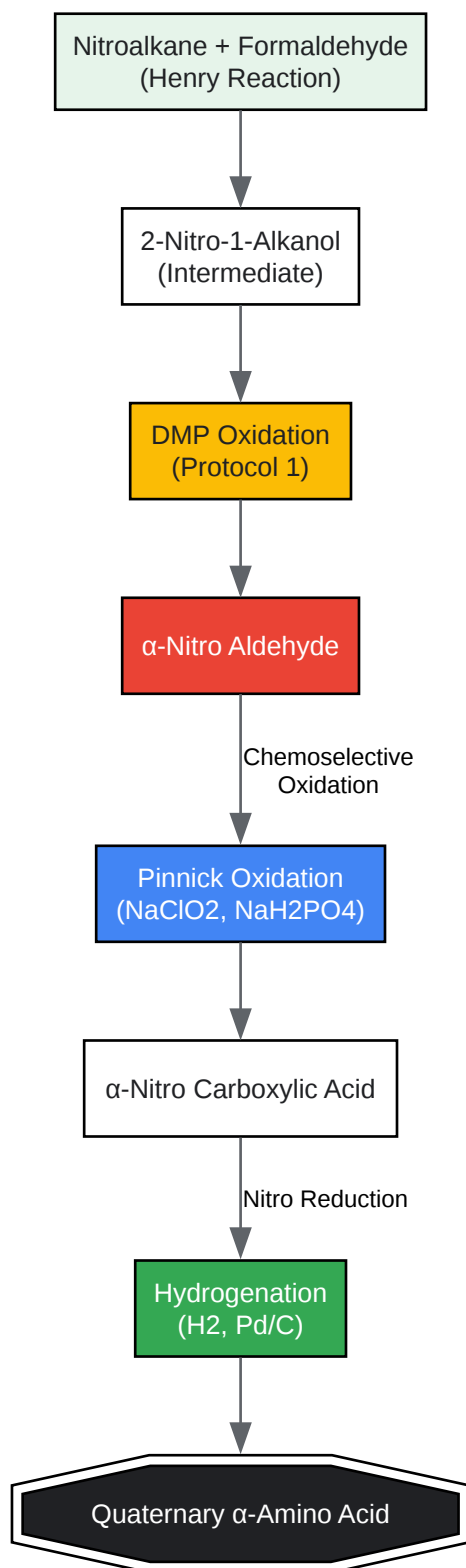 Nitroalkane + Formaldehyde
(Henry Reaction)
2-Nitro-1-Alkanol
(Intermediate)
DMP Oxidation
(Protocol 1)
α-Nitro Aldehyde
Chemoselective
Oxidation
Pinnick Oxidation
(NaClO2, NaH2PO4)
α-Nitro Carboxylic Acid
Nitro Reduction
Hydrogenation
(H2, Pd/C)
Quaternary α-Amino Acid